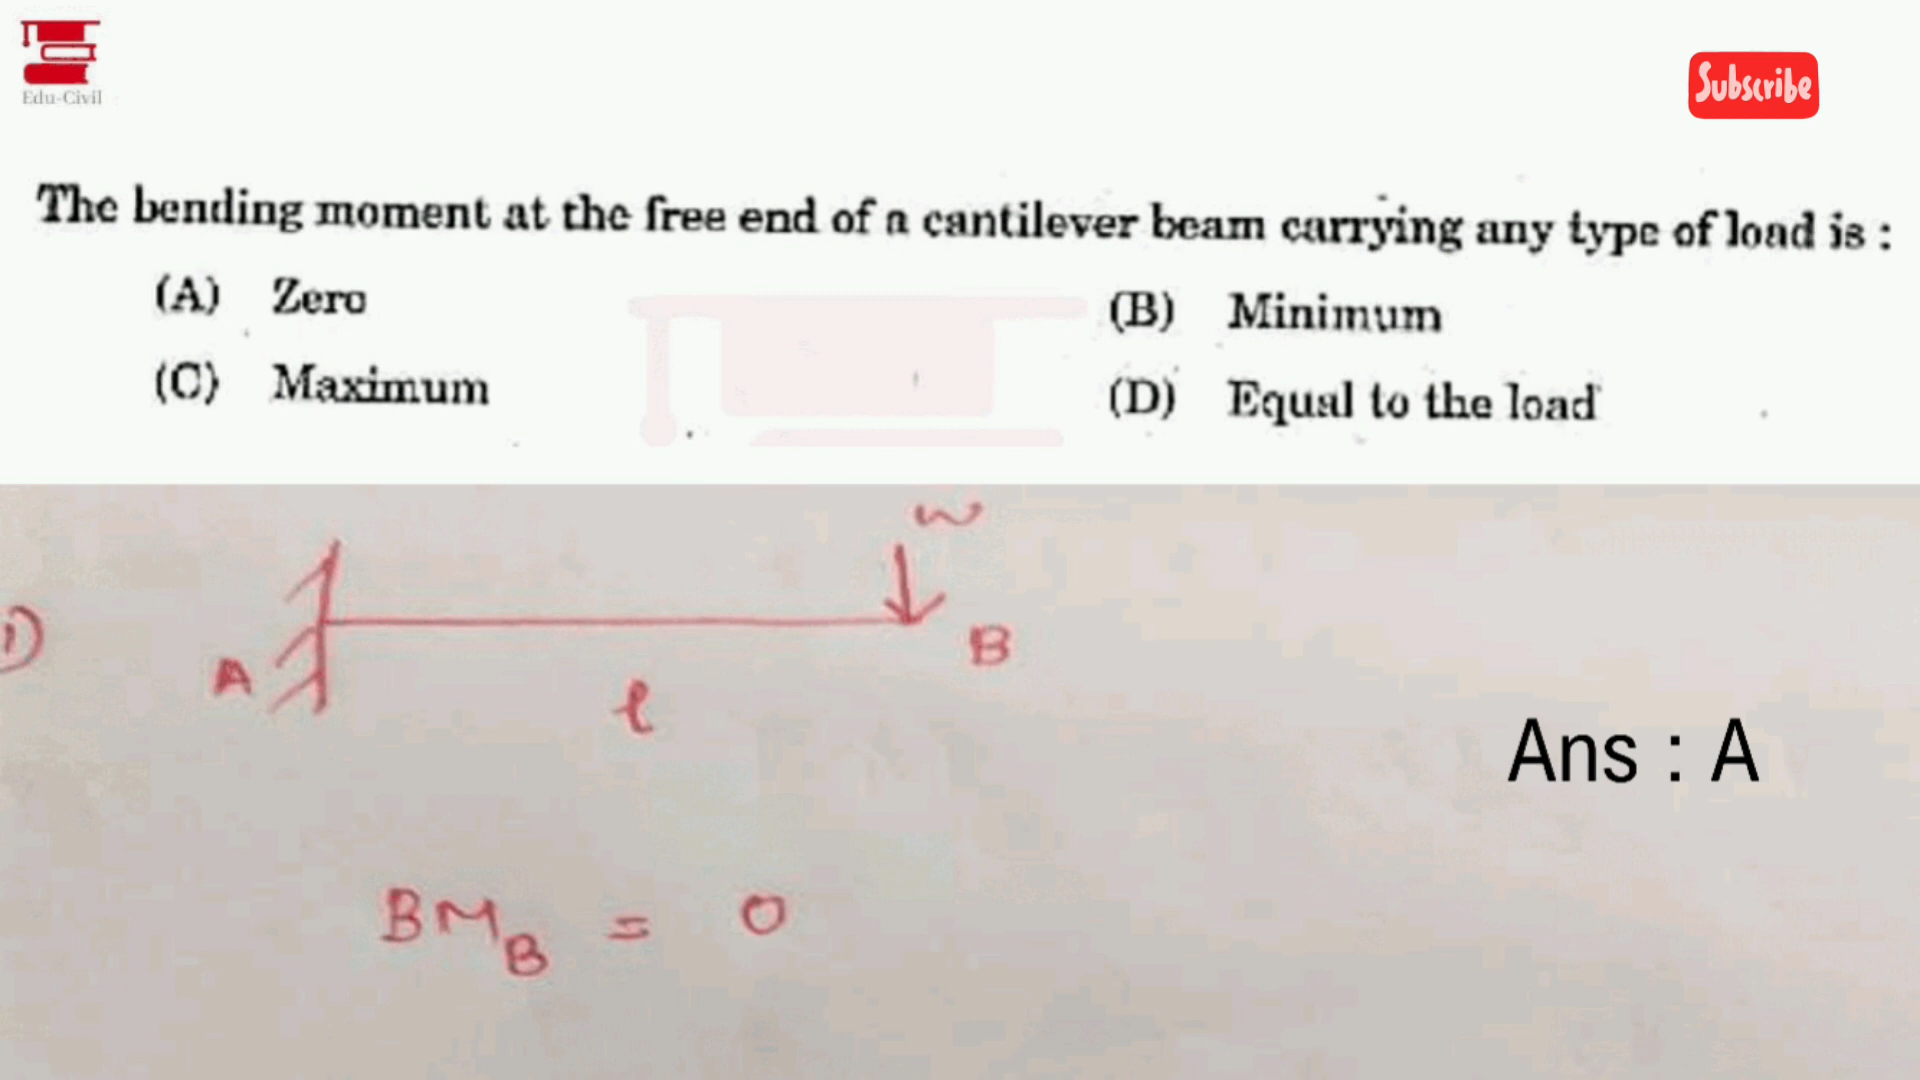 Edu-Civil
Subscribe
The bending moment at the free end of a cantilever beam carrying any type of load is :
(A) Zero
(B) Minimum
(C) Maximum
(D) Equal to the load
w
1)
A
B
l
Ans : A
BMB = 0